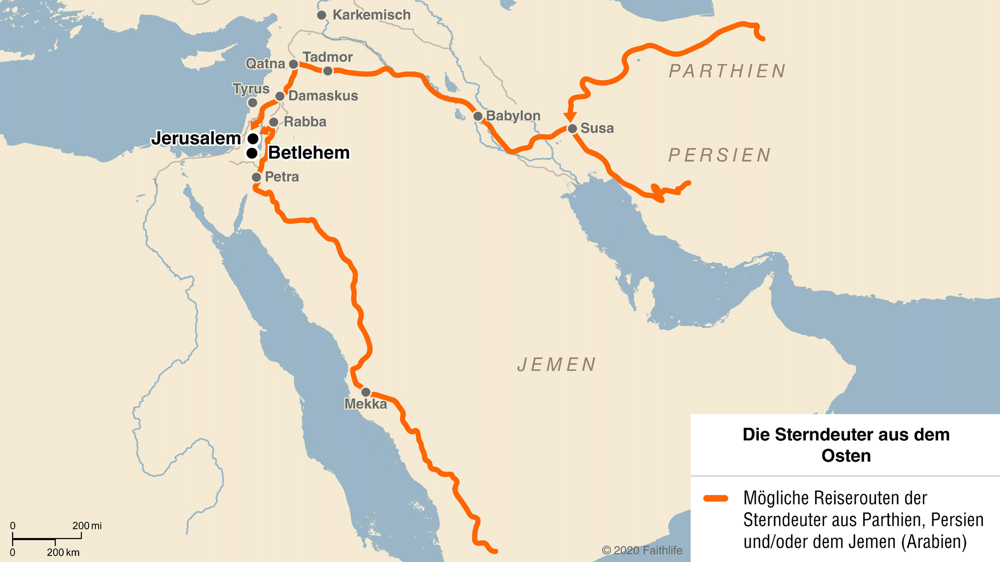 Karkemisch
Tadmor
Qatna
Tyrus
Damaskus
Rabba
Jerusalem
Betlehem
Petra
Babylon
Susa
PARTHIEN
PERSIEN
JEMEN
Mekka
Die Sterndeuter aus dem
Osten
Mögliche Reiserouten der
Sterndeuter aus Parthien, Persien
und/oder dem Jemen (Arabien)
0 200 mi
0 200 km
© 2020 Faithlife